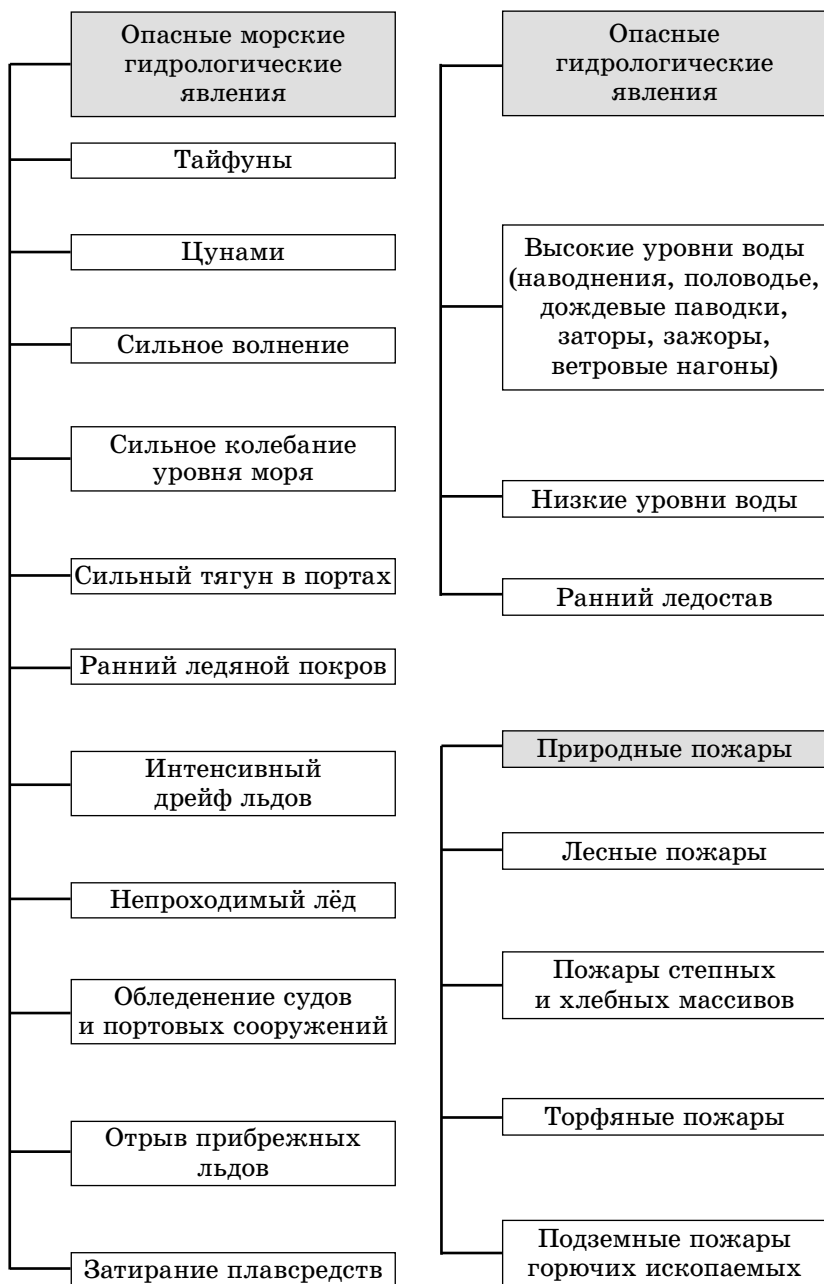 Опасные морские
гидрологические
явления
Тайфуны
Цунами
Сильное волнение
Сильное колебание
уровня моря
Сильный тягун в портах
Ранний ледяной покров
Интенсивный
дрейф льдов
Непроходимый лёд
Обледенение судов
и портовых сооружений
Отрыв прибрежных
льдов
Затирание плавсредств
Опасные
гидрологические
явления
Высокие уровни воды
(наводнения, половодье,
дождевые паводки,
заторы, зажоры,
ветровые нагоны)
Низкие уровни воды
Ранний ледостав
Природные пожары
Лесные пожары
Пожары степных
и хлебных массивов
Торфяные пожары
Подземные пожары
горючих ископаемых